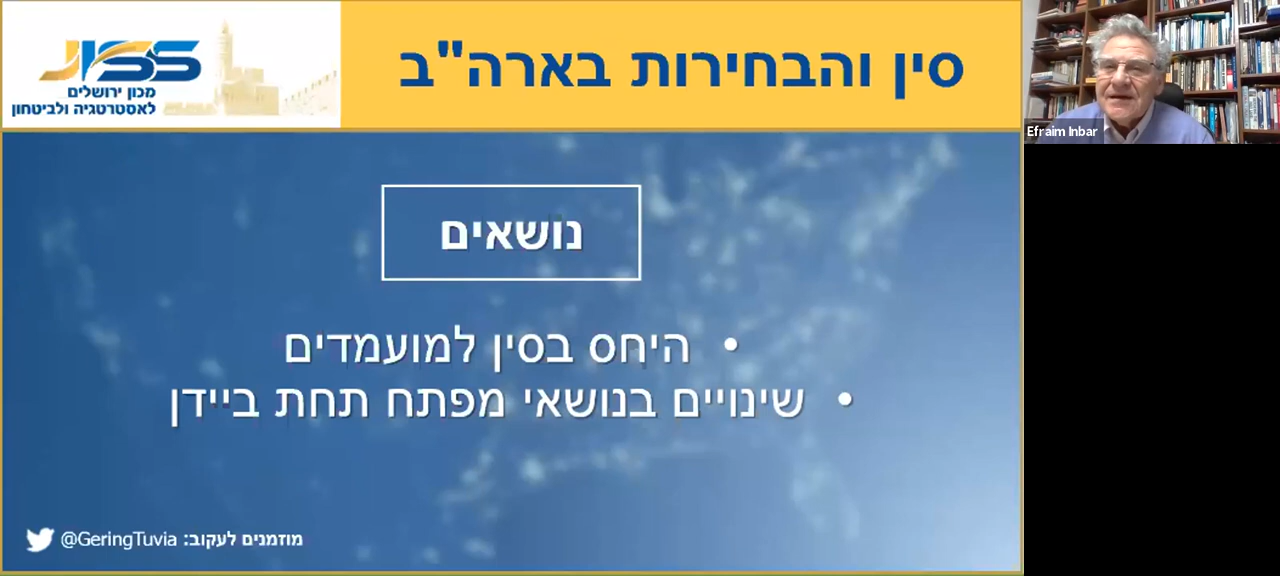 JISS
מכון ירושלים
לאסטרטגיה ולביטחון
סין והבחירות בארה"ב
Efraim Inbar
נושאים
• היחס בסין למועמדים
• שינויים בנושאי מפתח תחת ביידן
מוזמנים לעקוב: @GeringTuvia